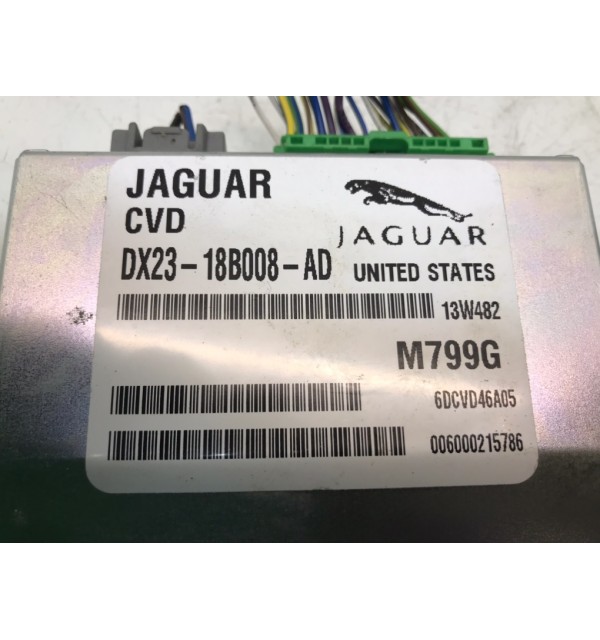 JAGUAR
CVD
JAGUAR
DX23-18B008-AD
UNITED STATES
13W482
M799G
6DCVD46A05
006000215786